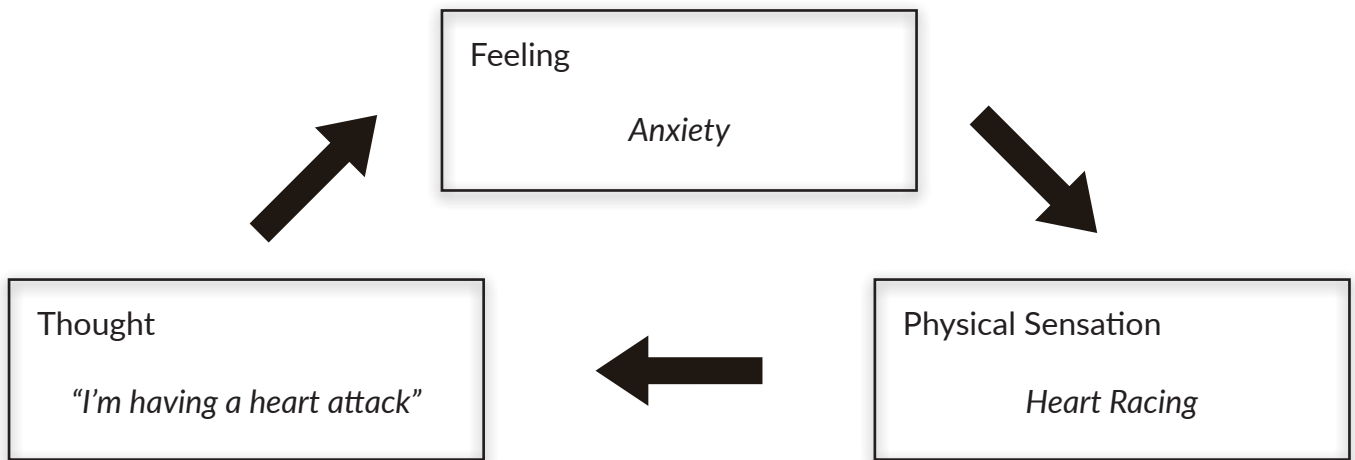 Feeling
Anxiety
Thought
“I’m having a heart attack”
Physical Sensation
Heart Racing